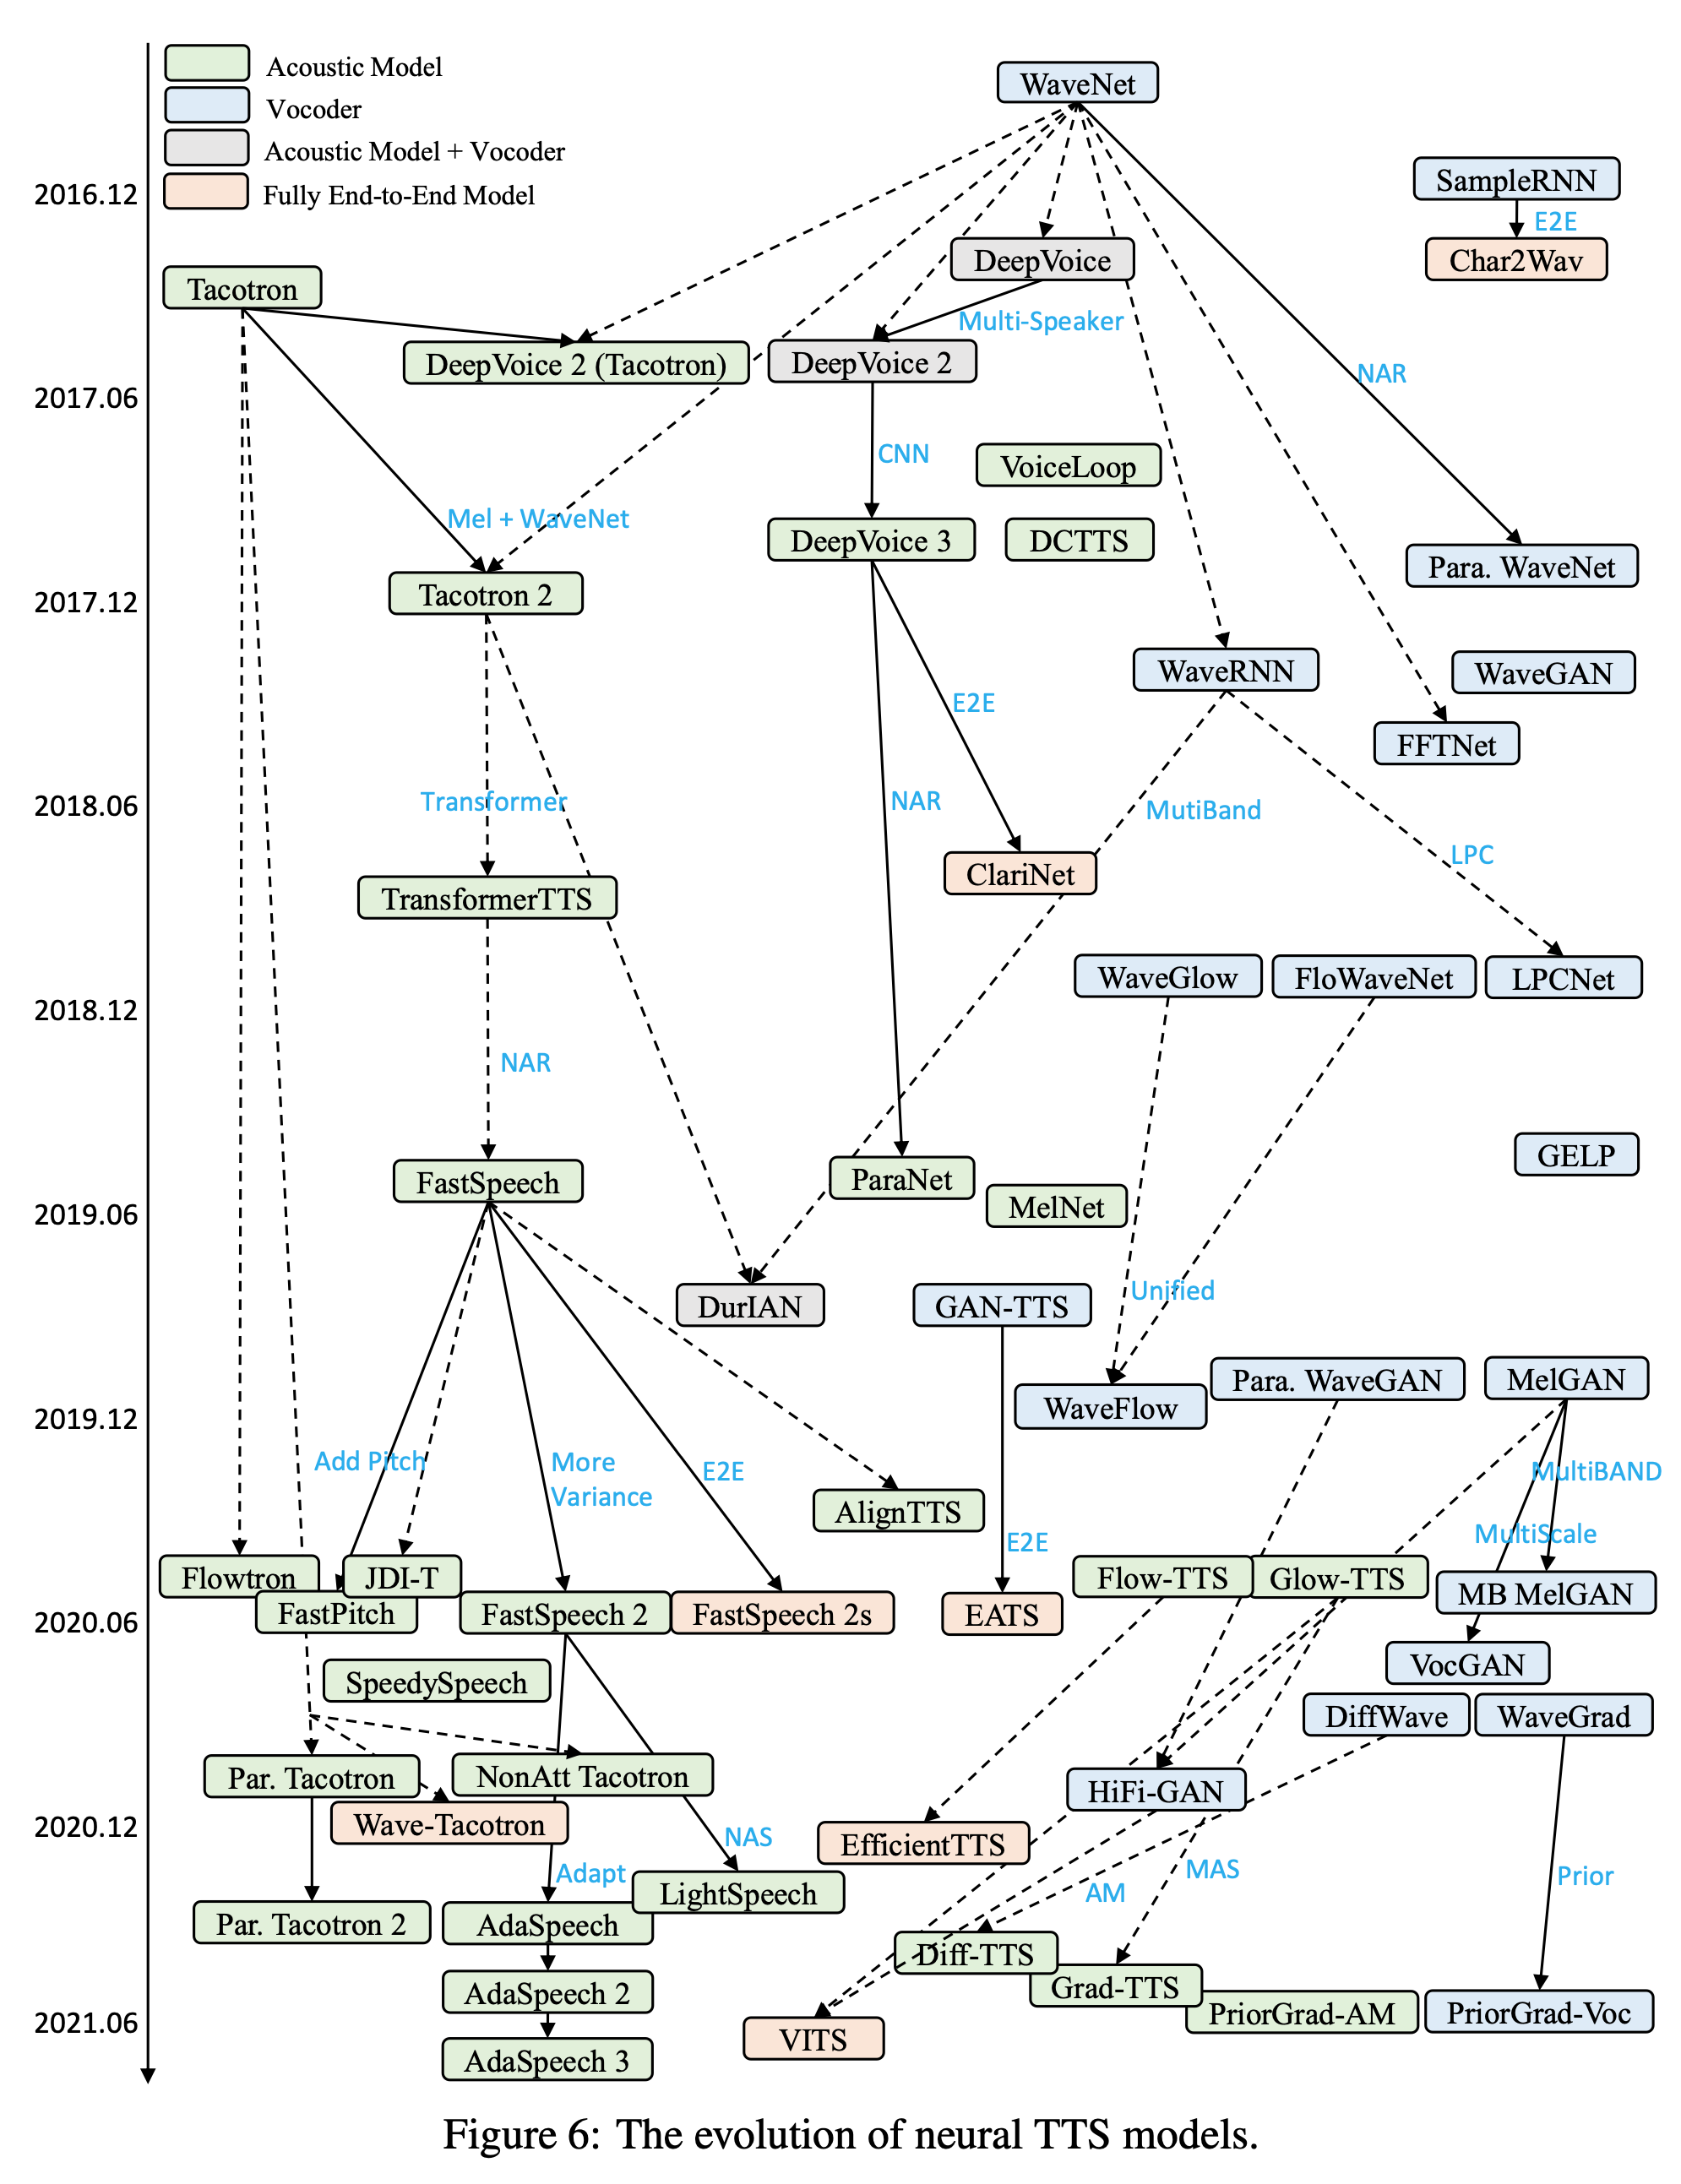 Acoustic Model
Vocoder
Acoustic Model + Vocoder
Fully End-to-End Model
WaveNet
SampleRNN
2016.12
E2E
Char2Wav
DeepVoice
Tacotron
Multi-Speaker
DeepVoice 2 (Tacotron)
DeepVoice 2
NAR
2017.06
CNN
VoiceLoop
Mel + WaveNet
DeepVoice 3
DCTTS
Para. WaveNet
Tacotron 2
2017.12
WaveRNN
WaveGAN
E2E
FFTNet
Transformer
NAR
MutiBand
2018.06
LPC
ClariNet
TransformerTTS
WaveGlow
FloWaveNet
LPCNet
2018.12
NAR
GELP
FastSpeech
ParaNet
MelNet
2019.06
Unified
DurIAN
GAN-TTS
Para. WaveGAN
MelGAN
WaveFlow
2019.12
Add Pitch
More
Variance
E2E
MultiBAND
AlignTTS
E2E
MultiScale
Flowtron
JDI-T
Flow-TTS
Glow-TTS
MB MelGAN
FastPitch
FastSpeech 2
FastSpeech 2s
EATS
2020.06
VocGAN
SpeedySpeech
DiffWave
WaveGrad
Par. Tacotron
NonAtt Tacotron
HiFi-GAN
Wave-Tacotron
2020.12
NAS
EfficientTTS
Adapt
MAS
Prior
LightSpeech
AM
Par. Tacotron 2
AdaSpeech
Diff-TTS
AdaSpeech 2
Grad-TTS
PriorGrad-AM
PriorGrad-Voc
2021.06
VITS
AdaSpeech 3
Figure 6: The evolution of neural TTS models.